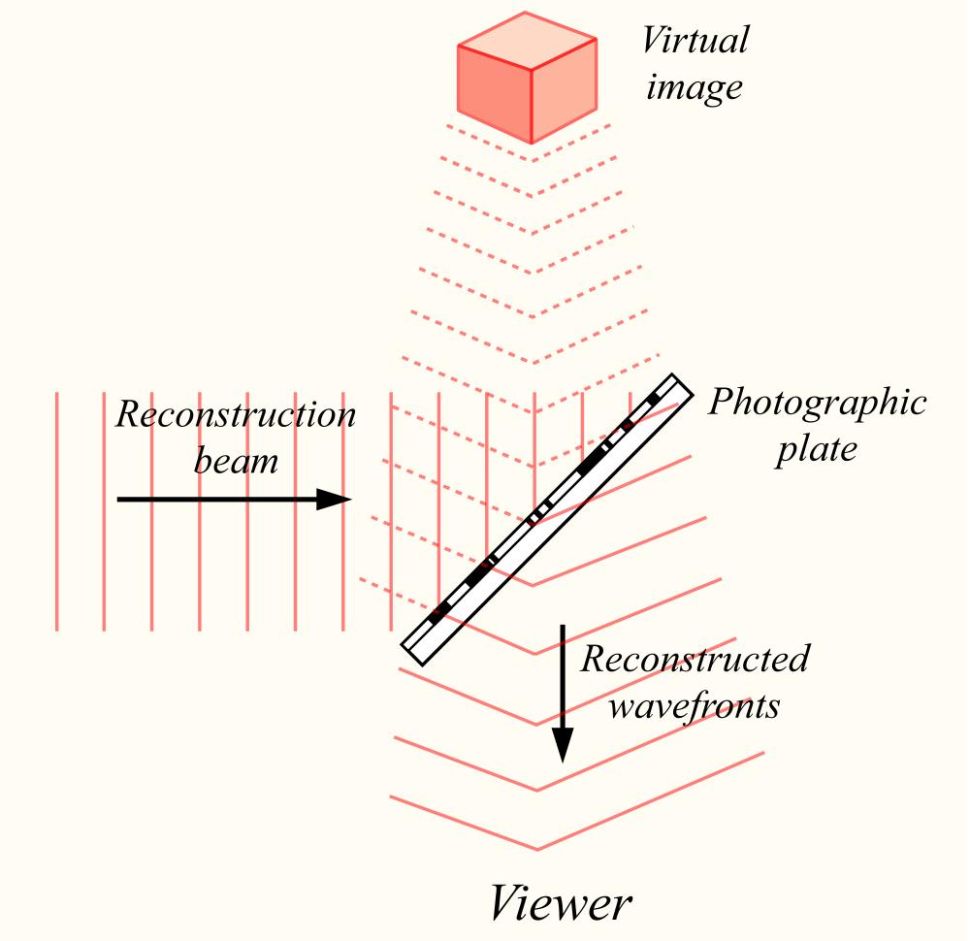 Virtual
image
Reconstruction
beam
Photographic
plate
Reconstructed
wavefronts
Viewer